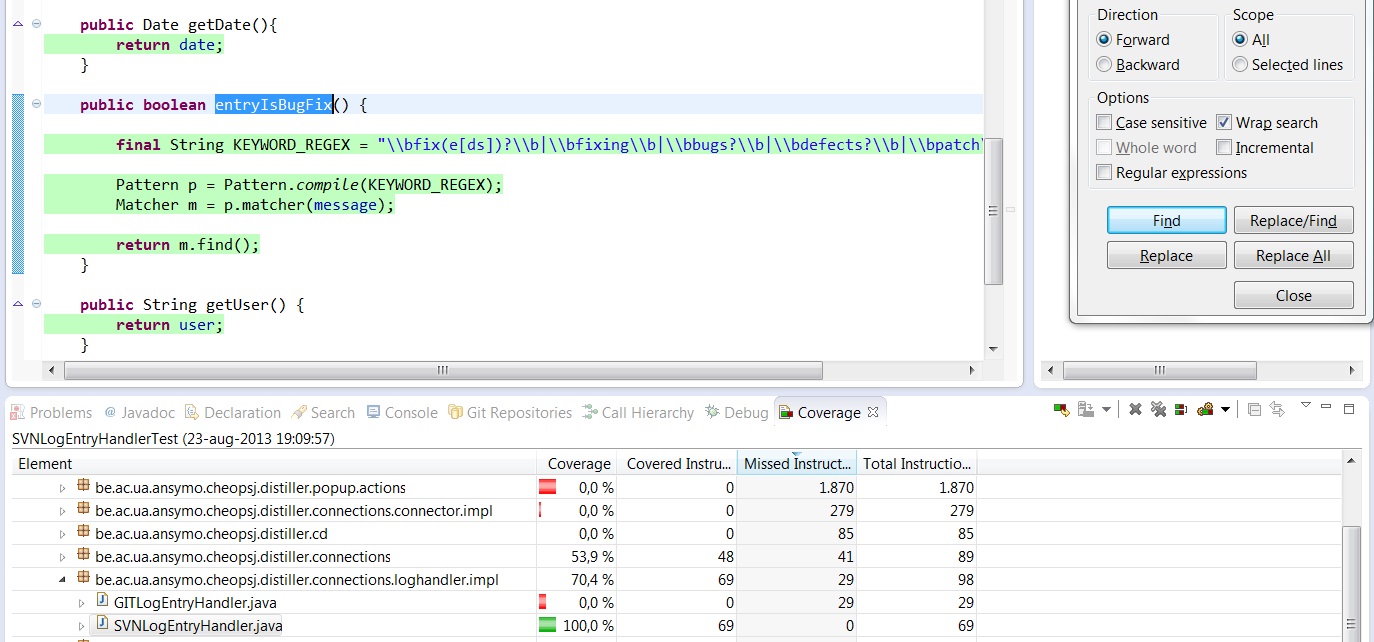 public Date getDate(){
return date;
}
public boolean entryIsBugFix() {
final String KEYWORD_REGEX = "\\bfix(e[ds])?\\b|\\bfixing\\b|\\bbugs?\\b|\\bdefects?\\b|\\bpatch\
Pattern p = Pattern.compile(KEYWORD_REGEX);
Matcher m = p.matcher(message);
return m.find();
}
public String getUser() {
return user;
}
Direction
Forward
Backward
Scope
All
Selected lines
Options
Case sensitive
Wrap search
Whole word
Incremental
Regular expressions
Find
Replace/Find
Replace
Replace All
Close
Problems @ Javadoc Declaration Search Console Git Repositories Call Hierarchy Debug Coverage
SVNLogEntryHandlerTest (23-aug-2013 19:09:57)
Element Coverage Covered Instru... Missed Instruct... Total Instructio...
be.ac.ua.ansymo.cheopsj.distiller.popup.actions 0,0 % 0 1.870 1.870
be.ac.ua.ansymo.cheopsj.distiller.connections.connector.impl 0,0 % 0 279 279
be.ac.ua.ansymo.cheopsj.distiller.cd 0,0 % 0 85 85
be.ac.ua.ansymo.cheopsj.distiller.connections 53,9 % 48 41 89
be.ac.ua.ansymo.cheopsj.distiller.connections.loghandler.impl 70,4 % 69 29 98
GITLogEntryHandler.java 0,0 % 0 29 29
SVNLogEntryHandler.java 100,0 % 69 0 69